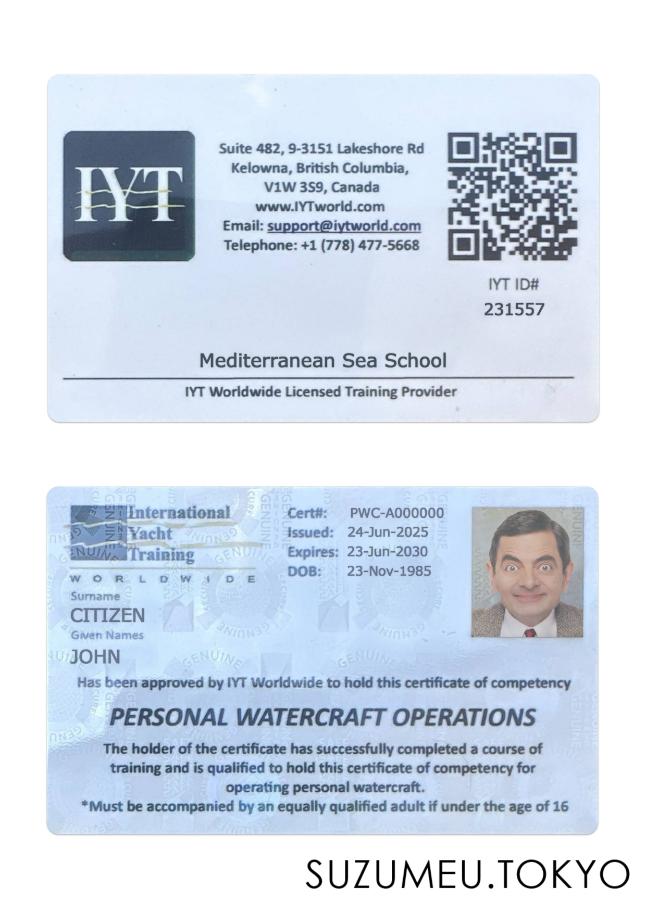 IYT
Suite 482, 9-3151 Lakeshore Rd
Kelowna, British Columbia,
V1W 3S9, Canada
www.IYTworld.com
Email: support@iytworld.com
Telephone: +1 (778) 477-5668
IYT ID#
231557
Mediterranean Sea School
IYT Worldwide Licensed Training Provider
International
Yacht
Training
WORLDWIDE
Cert#: PWC-A000000
Issued: 24-Jun-2025
Expires: 23-Jun-2030
DOB: 23-Nov-1985
Surname
CITIZEN
Given Names
JOHN
Has been approved by IYT Worldwide to hold this certificate of competency
PERSONAL WATERCRAFT OPERATIONS
The holder of the certificate has successfully completed a course of
training and is qualified to hold this certificate of competency for
operating personal watercraft.
*Must be accompanied by an equally qualified adult if under the age of 16
SUZUMEU.TOKYO